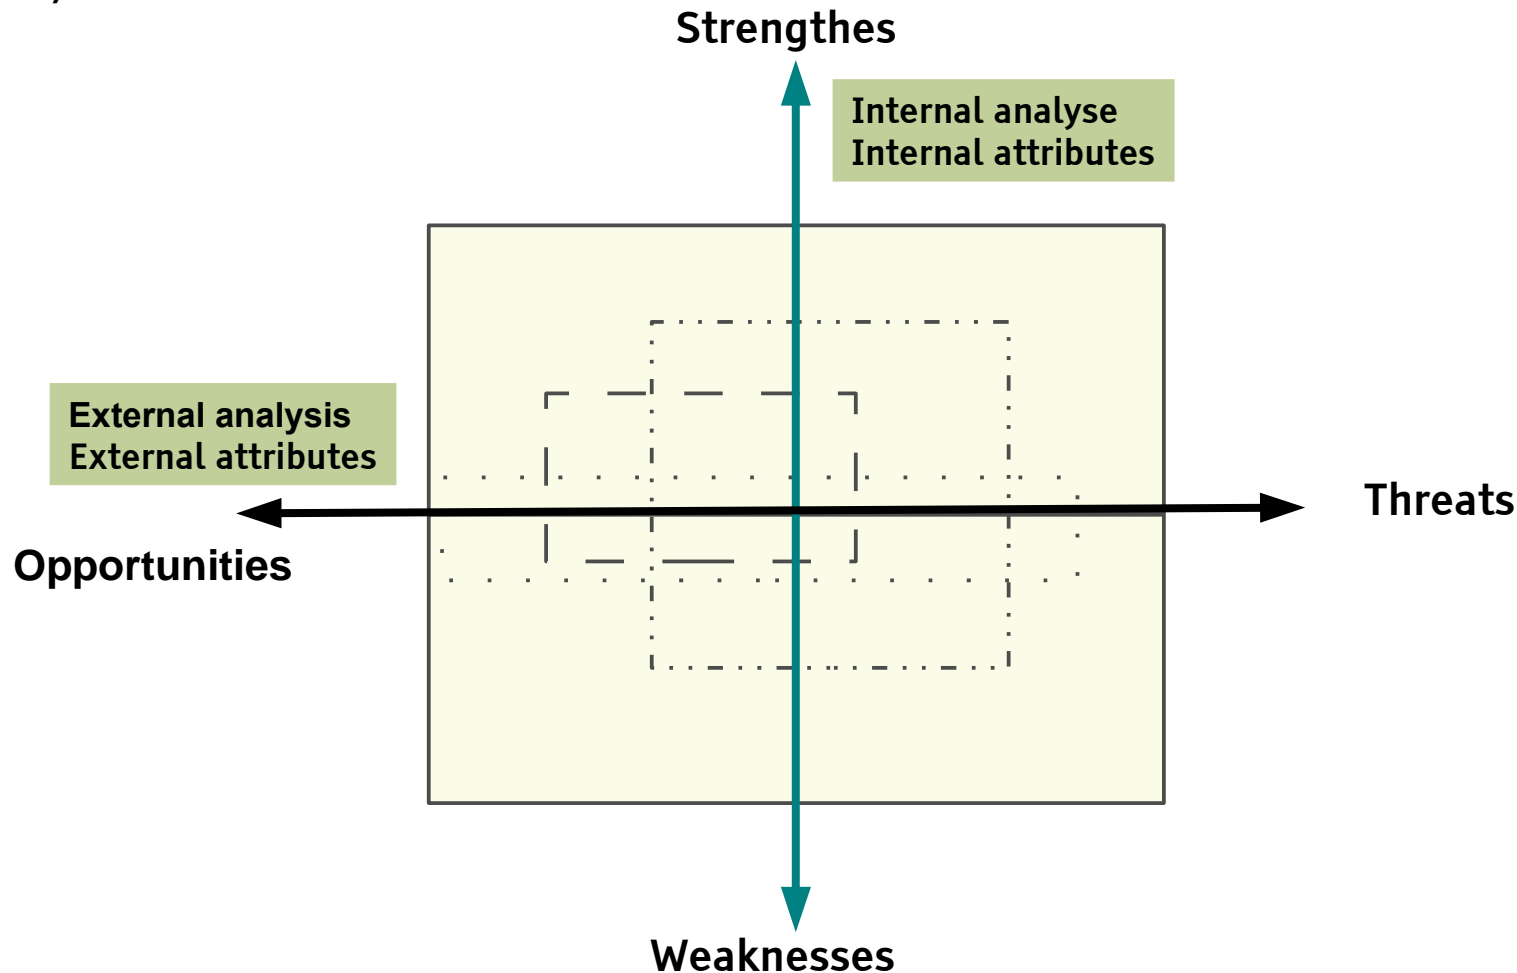 Strengthes
Internal analyse
Internal attributes
External analysis
External attributes
Threats
Opportunities
Weaknesses